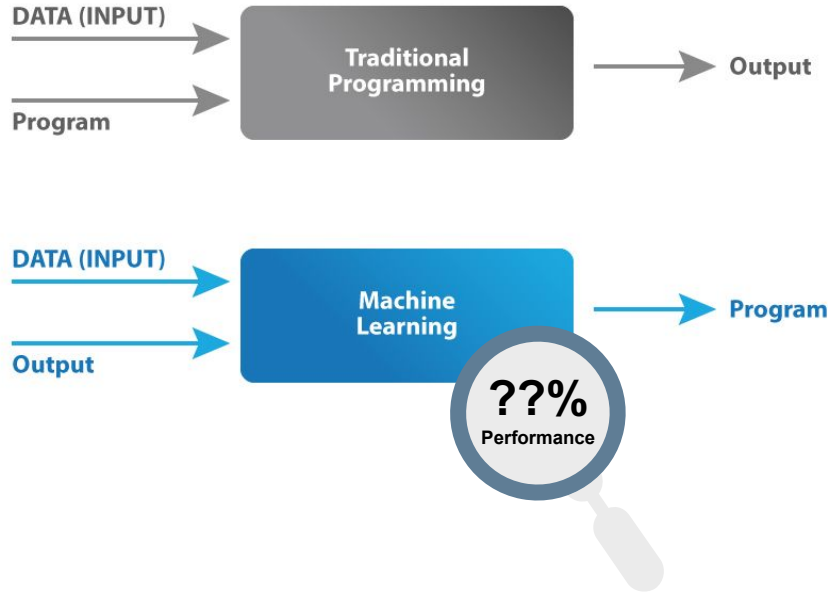 DATA (INPUT)
Traditional
Programming
Output
Program
DATA (INPUT)
Machine
Learning
Program
Output
??%
Performance